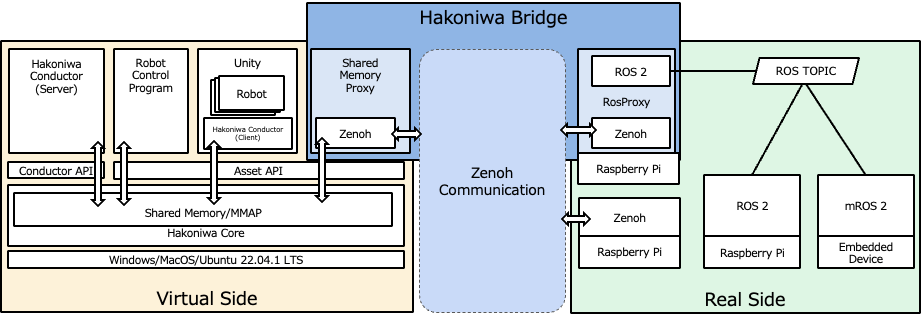 Hakoniwa Bridge
Hakoniwa
Conductor
(Server)
Robot
Control
Program
Unity
Robot
Hakoniwa Conductor
(Client)
Shared
Memory
Proxy
Zenoh
Conductor API
Asset API
Shared Memory/MMAP
Hakoniwa Core
Windows/MacOS/Ubuntu 22.04.1 LTS
Virtual Side
Zenoh
Communication
ROS 2
RosProxy
Zenoh
Raspberry Pi
Zenoh
Raspberry Pi
ROS TOPIC
ROS 2
Raspberry Pi
mROS 2
Embedded
Device
Real Side